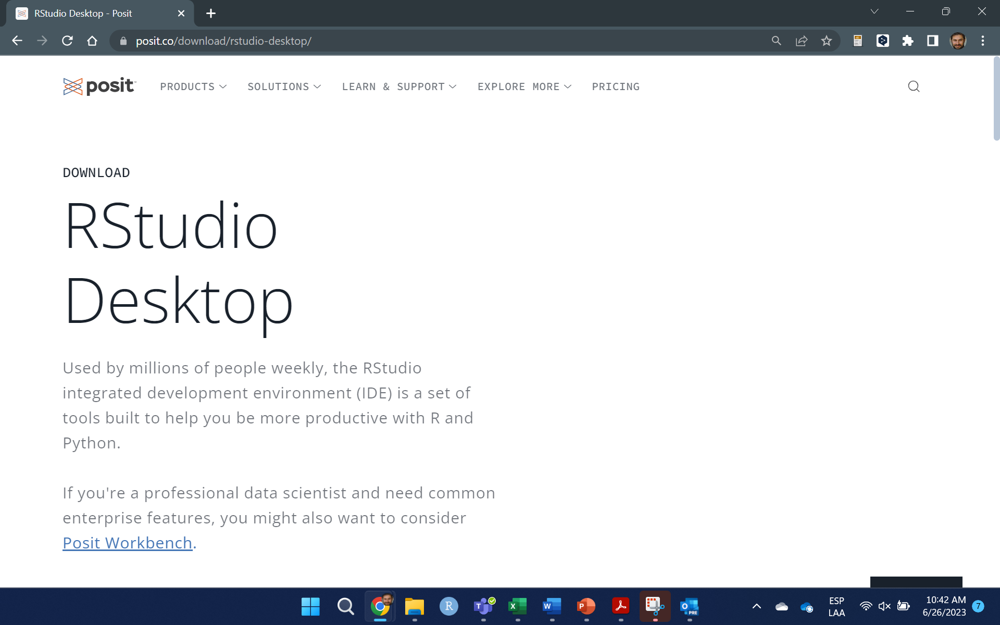 RStudio Desktop - Posit
posit.co/download/rstudio-desktop/
posit™
PRODUCTS
SOLUTIONS
LEARN & SUPPORT
EXPLORE MORE
PRICING
DOWNLOAD
RStudio
Desktop
Used by millions of people weekly, the RStudio
integrated development environment (IDE) is a set of
tools built to help you be more productive with R and
Python.
If you're a professional data scientist and need common
enterprise features, you might also want to consider
Posit Workbench.
R
T
X
W
P
O
PRE
ESP
LAA
10:42 AM
6/26/2023
7